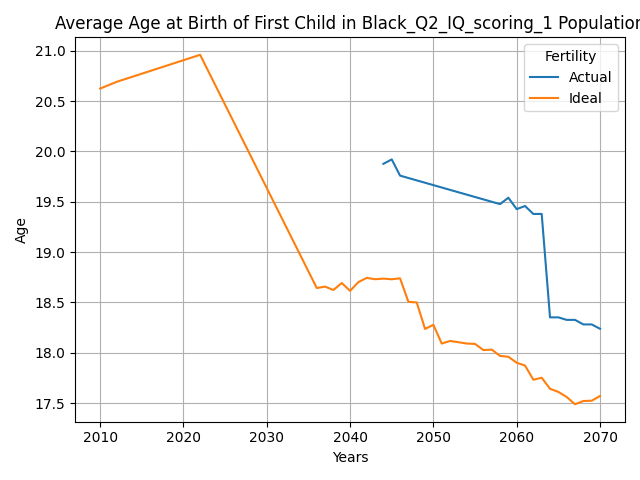 Average Age at Birth of First Child in Black_Q2_IQ_scoring_1 Population
Fertility
Actual
Ideal
21.0
20.5
20.0
19.5
19.0
18.5
18.0
17.5
Age
2010 2020 2030 2040 2050 2060 2070
Years